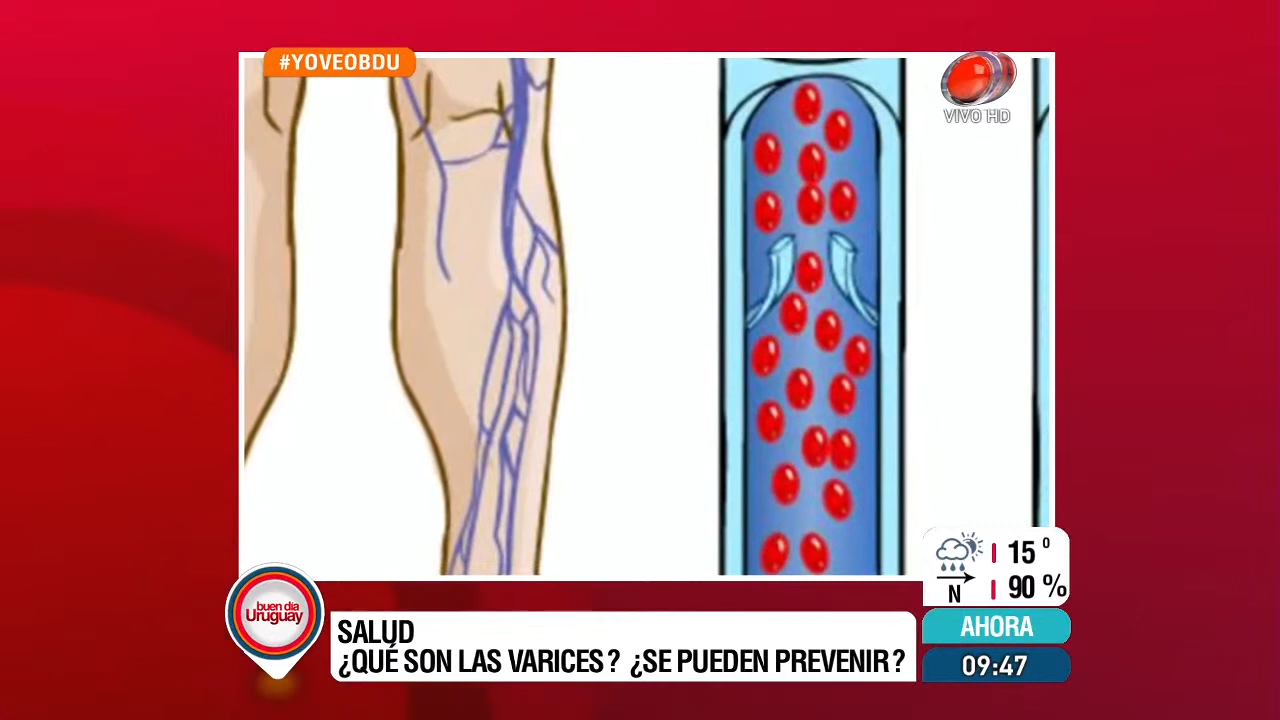 #YOVEOBDU
VIVO HD
15 º
N
90 %
buen día
Uruguay
SALUD
¿QUÉ SON LAS VARICES? ¿SE PUEDEN PREVENIR?
AHORA
09:47